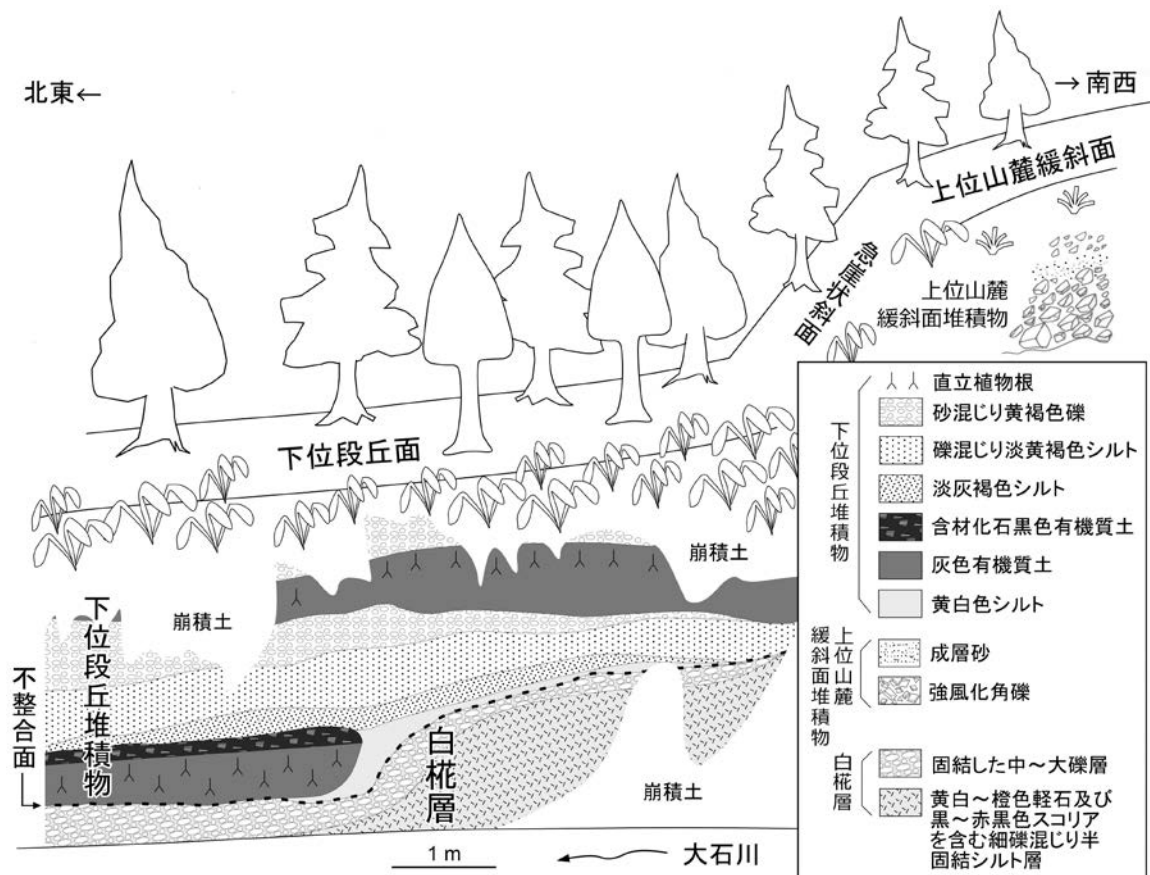 北東←
→南西
上位山麓緩斜面
急崖状斜面
上位山麓
緩斜面堆積物
下位段丘面
崩積土
崩積土
下位段丘堆積物
不整合面
白椛層
崩積土
1 m
大石川
下位段丘堆積物
直立植物根
砂混じり黄褐色礫
礫混じり淡黄褐色シルト
淡灰褐色シルト
含材化石黒色有機質土
灰色有機質土
黄白色シルト
上位山麓
緩斜面堆積物
成層砂
強風化角礫
白椛層
固結した中~大礫層
黄白~橙色軽石及び
黒~赤黒色スコリア
を含む細礫混じり半
固結シルト層